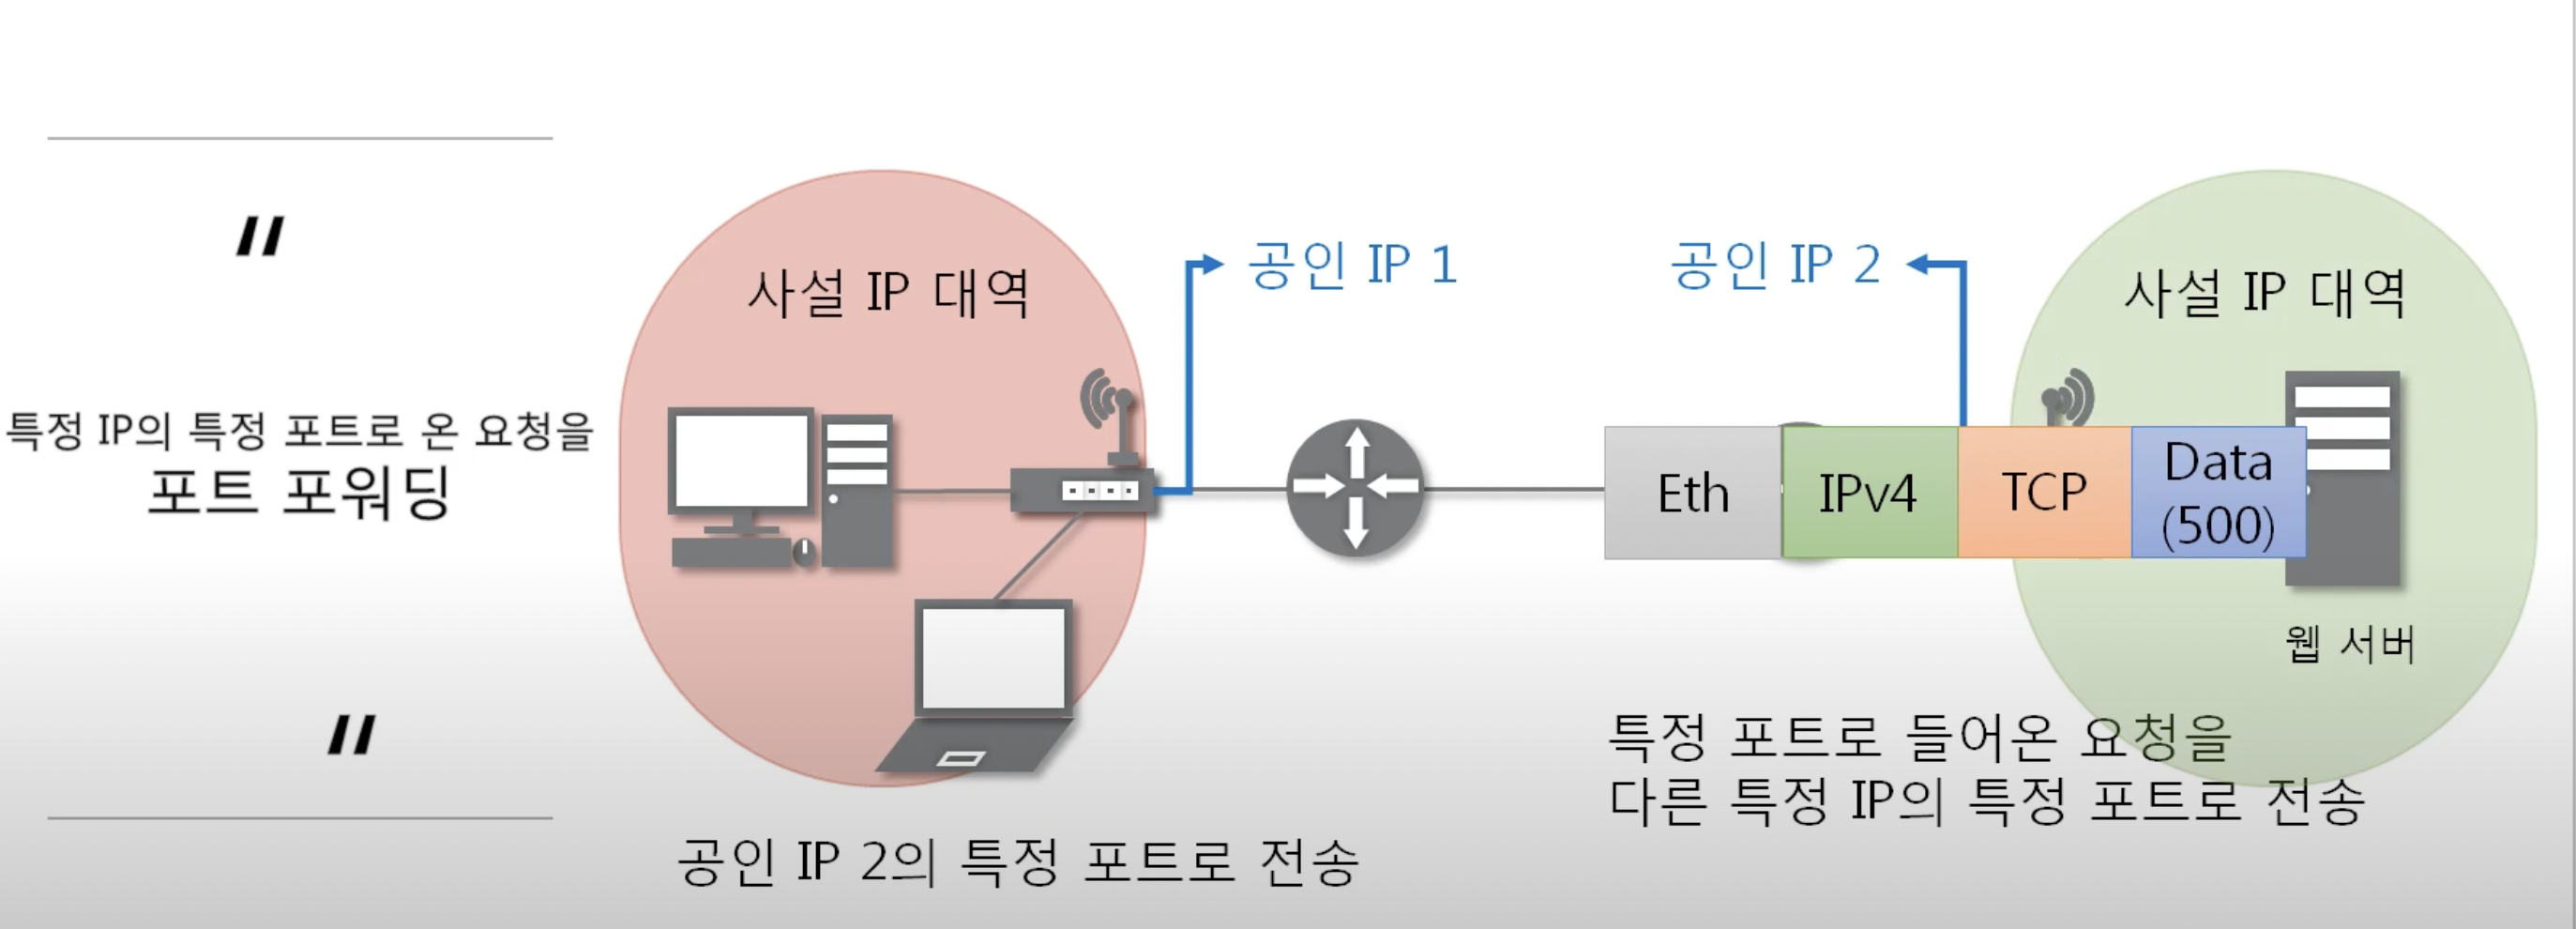 "
특정 IP의 특정 포트로 온 요청을
포트 포워딩
"
사설 IP 대역
공인 IP 1
공인 IP 2
사설 IP 대역
Eth
IPv4
TCP
Data
(500)
웹 서버
특정 포트로 들어온 요청을
다른 특정 IP의 특정 포트로 전송
공인 IP 2의 특정 포트로 전송